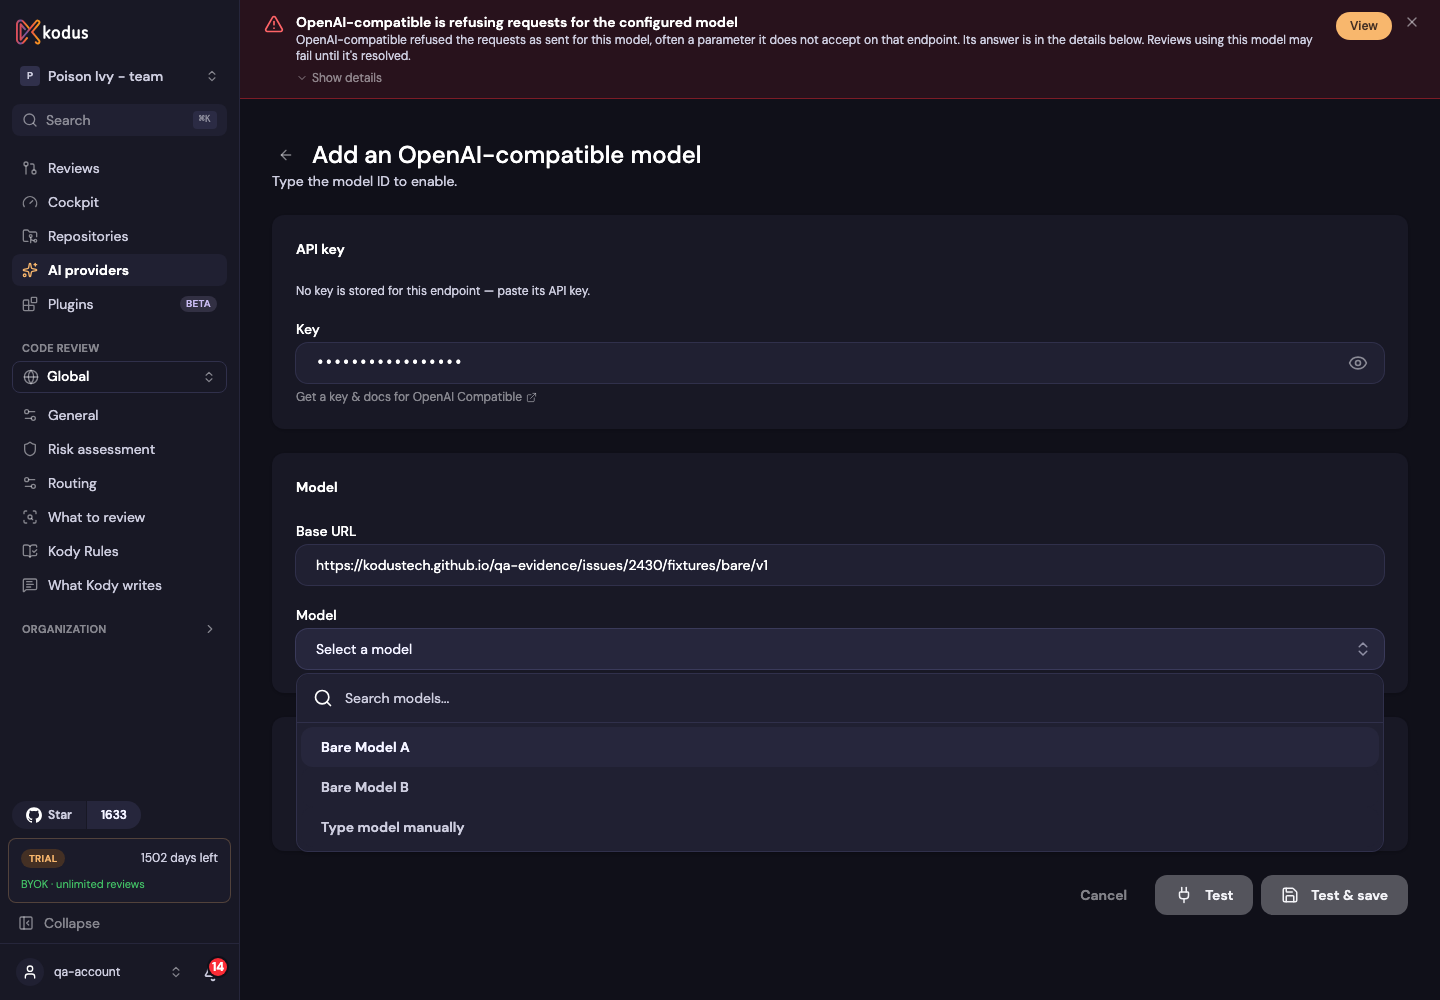 kodus
P Poison Ivy - team
Search ⌘K
Reviews
Cockpit
Repositories
AI providers
Plugins BETA
CODE REVIEW
Global
General
Risk assessment
Routing
What to review
Kody Rules
What Kody writes
ORGANIZATION
Star 1633
TRIAL 1502 days left
BYOK · unlimited reviews
Collapse
qa-account 14
OpenAI-compatible is refusing requests for the configured model
OpenAI-compatible refused the requests as sent for this model, often a parameter it does not accept on that endpoint. Its answer is in the details below. Reviews using this model may
fail until it's resolved.
Show details
View
Add an OpenAI-compatible model
Type the model ID to enable.
API key
No key is stored for this endpoint — paste its API key.
Key
•••••••••••••••••
Get a key & docs for OpenAI Compatible
Model
Base URL
https://kodustech.github.io/qa-evidence/issues/2430/fixtures/bare/v1
Model
Select a model
Search models...
Bare Model A
Bare Model B
Type model manually
Cancel
Test
Test & save